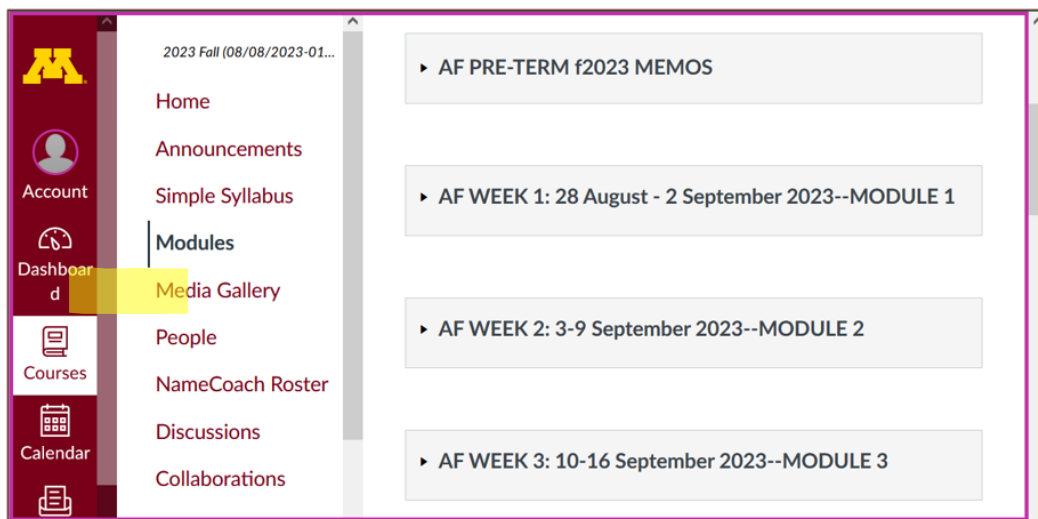 M
Account
Dashboar
d
Courses
Calendar
2023 Fall (08/08/2023-01...
Home
Announcements
Simple Syllabus
Modules
Media Gallery
People
NameCoach Roster
Discussions
Collaborations
AF PRE-TERM f2023 MEMOS
AF WEEK 1: 28 August - 2 September 2023--MODULE 1
AF WEEK 2: 3-9 September 2023--MODULE 2
AF WEEK 3: 10-16 September 2023--MODULE 3